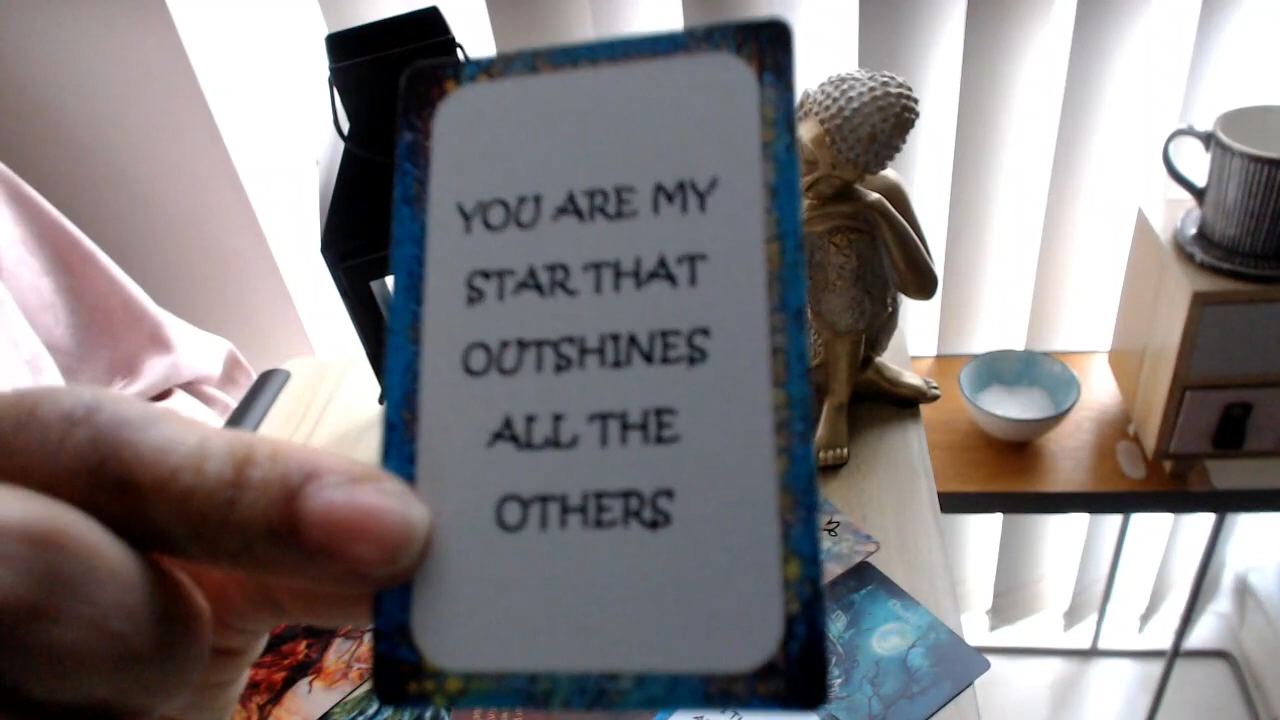 YOU ARE MY
STAR THAT
OUTSHINES
ALL THE
OTHERS